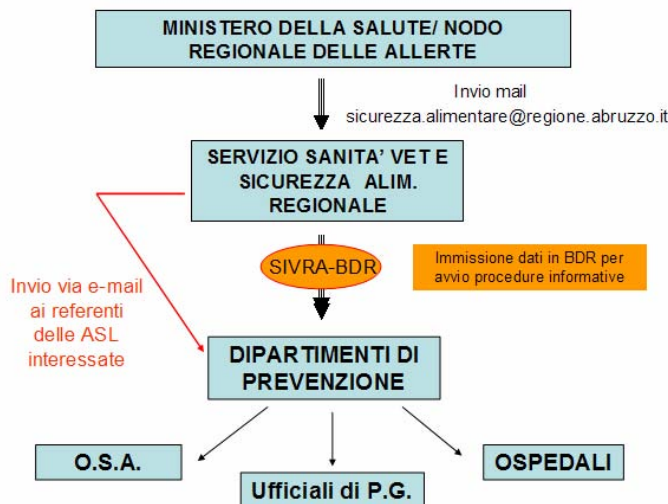 MINISTERO DELLA SALUTE/ NODO
REGIONALE DELLE ALLERTE
Invio mail
sicurezza.alimentare@regione.abruzzo.it
SERVIZIO SANITA' VET E
SICUREZZA ALIM.
REGIONALE
SIVRA-BDR
Immissione dati in BDR per
avvio procedure informative
Invio via e-mail
ai referenti
delle ASL
interessate
DIPARTIMENTI DI
PREVENZIONE
O.S.A.
Ufficiali di P.G.
OSPEDALI